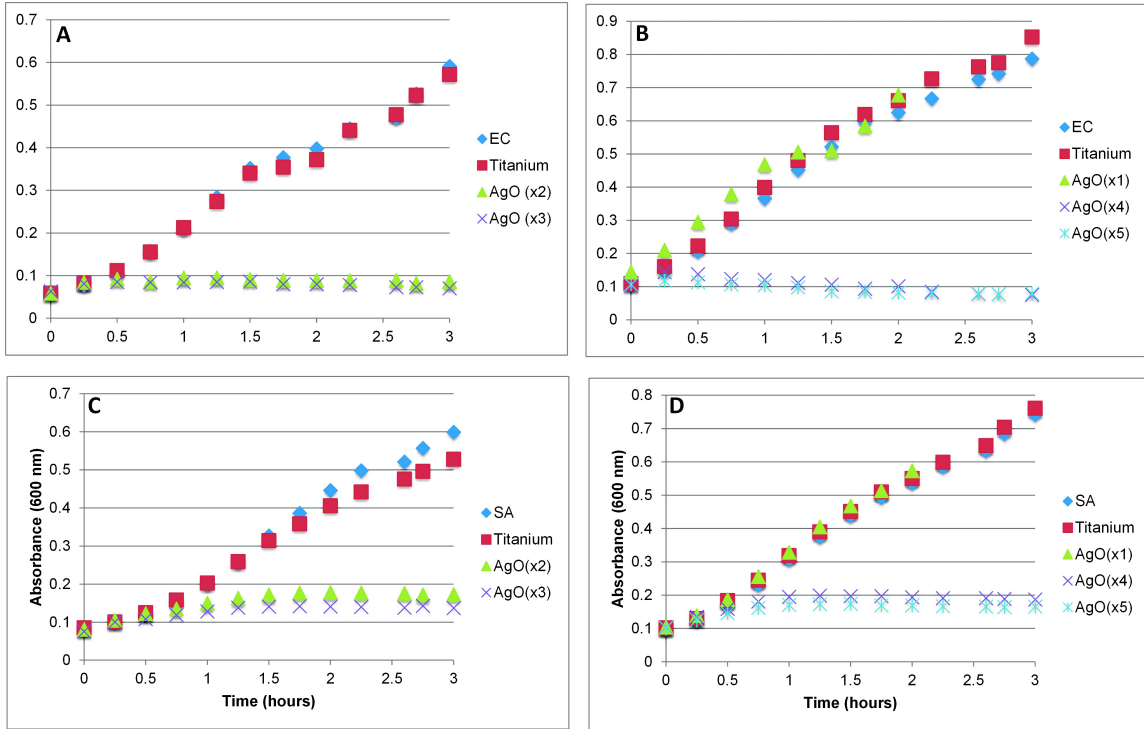 A
0.7
0.6
0.5
0.4
0.3
0.2
0.1
0
0 0.5 1 1.5 2 2.5 3
EC
Titanium
AgO (x2)
AgO (x3)
B
0.9
0.8
0.7
0.6
0.5
0.4
0.3
0.2
0.1
0
0 0.5 1 1.5 2 2.5 3
EC
Titanium
AgO(x1)
AgO(x4)
AgO(x5)
C
Absorbance (600 nm)
0.7
0.6
0.5
0.4
0.3
0.2
0.1
0
0 0.5 1 1.5 2 2.5 3
Time (hours)
SA
Titanium
AgO(x2)
AgO(x3)
D
Absorbance (600 nm)
0.8
0.7
0.6
0.5
0.4
0.3
0.2
0.1
0
0 0.5 1 1.5 2 2.5 3
Time (hours)
SA
Titanium
AgO(x1)
AgO(x4)
AgO(x5)